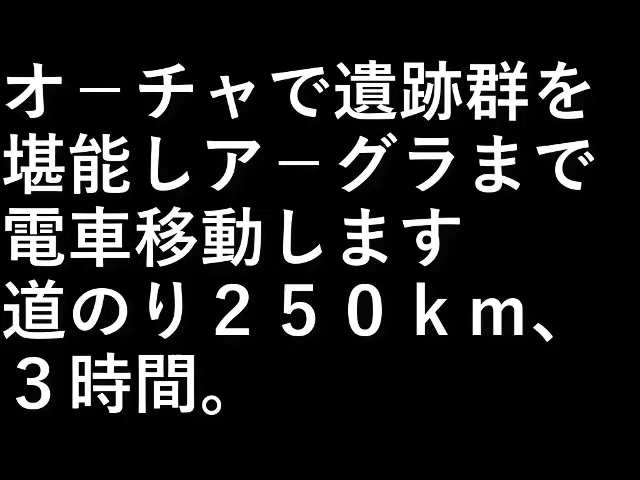 オ－チャで遺跡群を
堪能しア－グラまで
電車移動します
道のり２５０ｋｍ、
３時間。